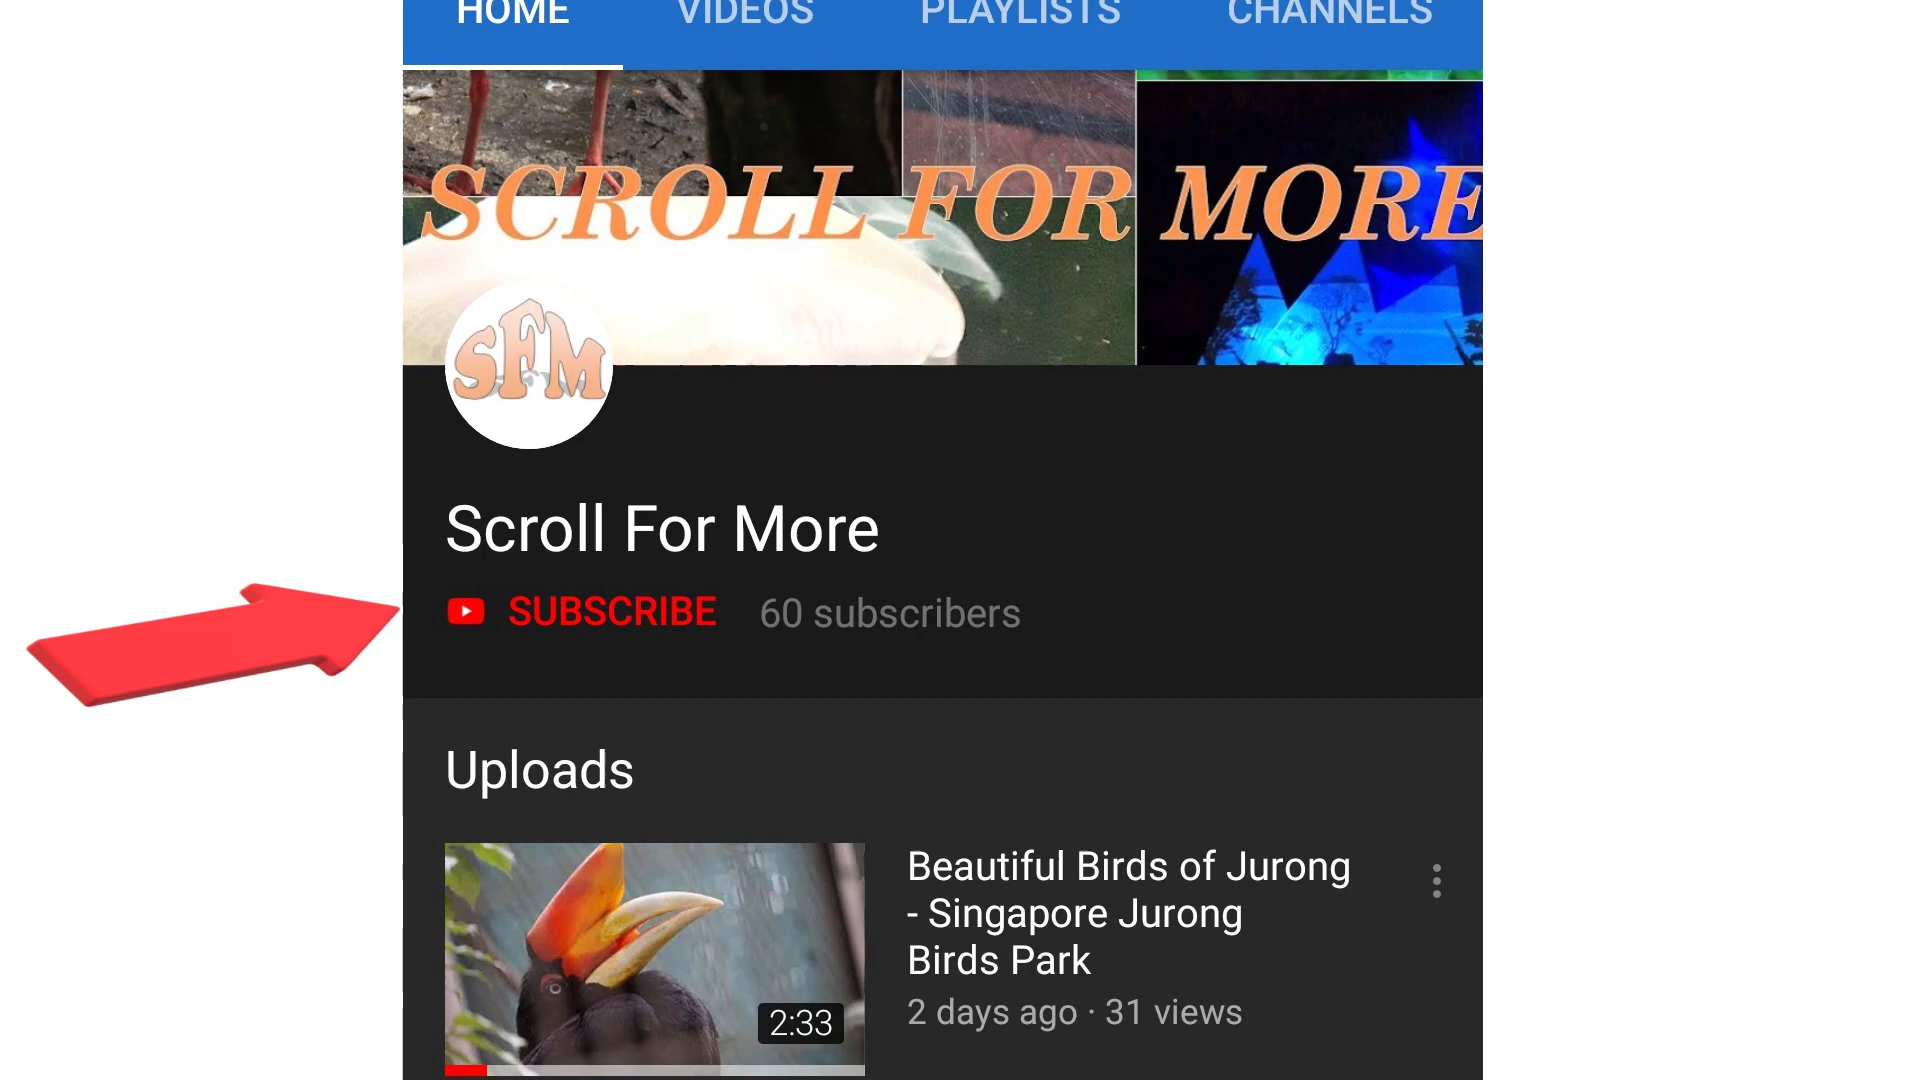 HOME VIDEOS PLAYLISTS CHANNELS
SCROLL FOR MORE
SFM
Scroll For More
SUBSCRIBE 60 subscribers
Uploads
Beautiful Birds of Jurong
- Singapore Jurong
Birds Park
2 days ago · 31 views
2:33